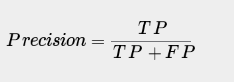 Precision = TP / TP + FP